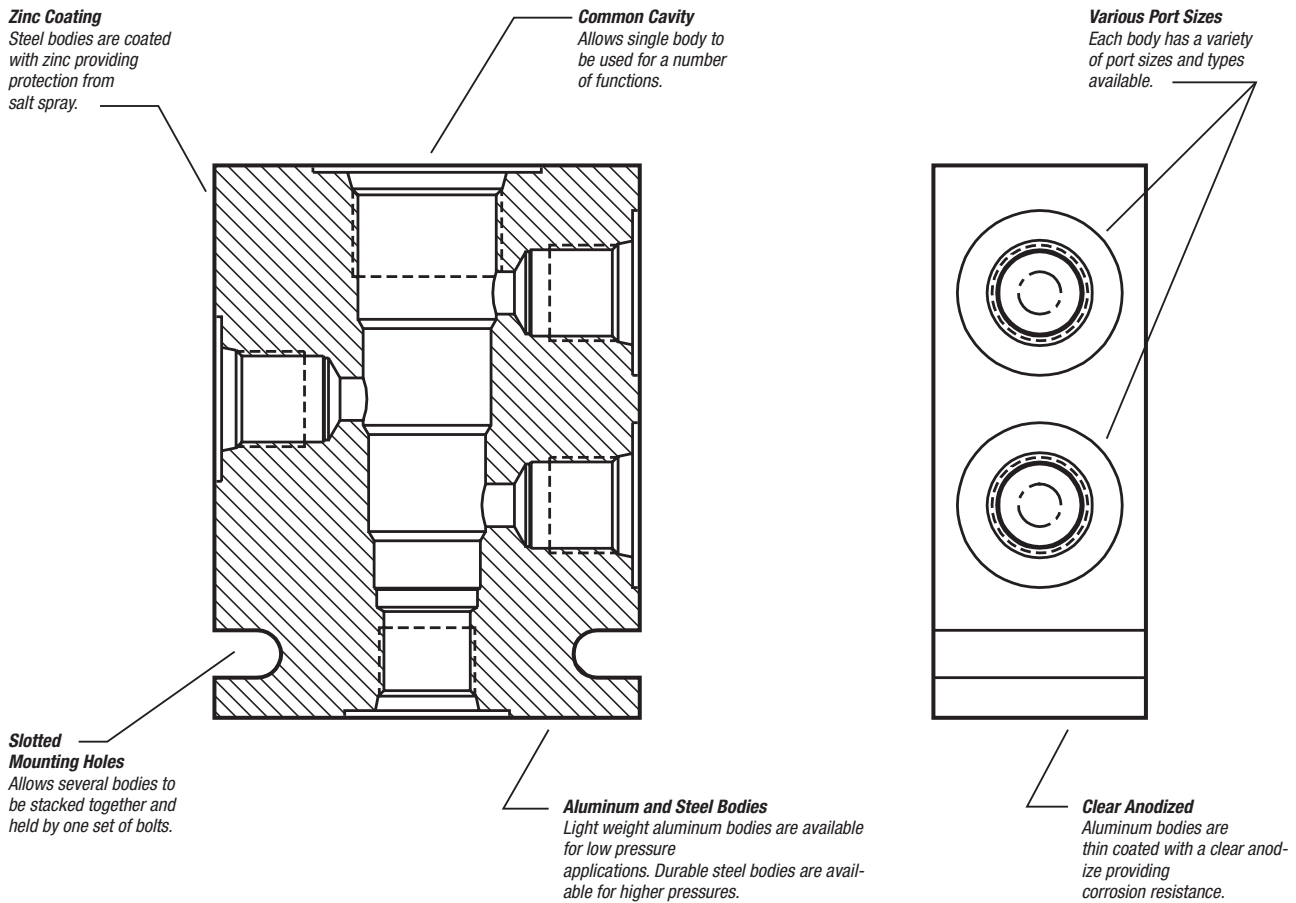 Zinc Coating
Steel bodies are coated
with zinc providing
protection from
salt spray.
Common Cavity
Allows single body to
be used for a number
of functions.
Various Port Sizes
Each body has a variety
of port sizes and types
available.
Slotted
Mounting Holes
Allows several bodies to
be stacked together and
held by one set of bolts.
Aluminum and Steel Bodies
Light weight aluminum bodies are available
for low pressure
applications. Durable steel bodies are avail-
able for higher pressures.
Clear Anodized
Aluminum bodies are
thin coated with a clear anod-
ize providing
corrosion resistance.